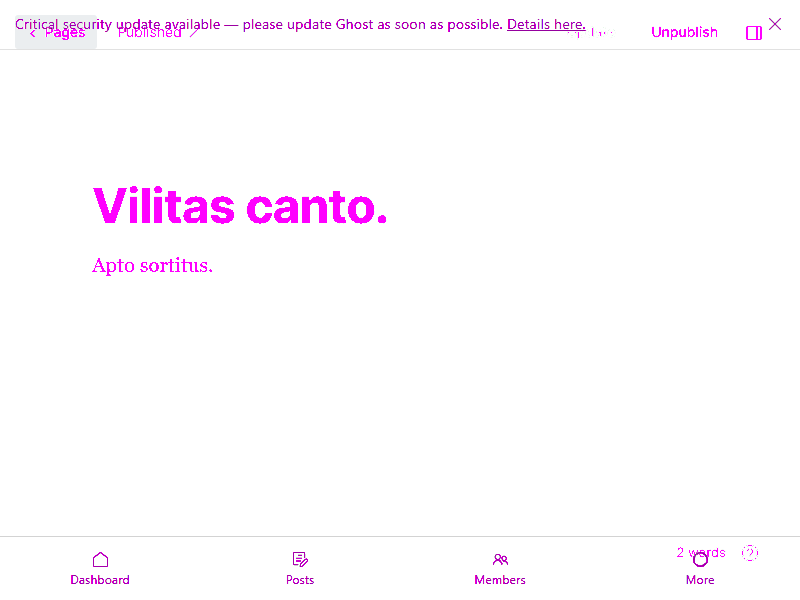 Critical security update available — please update Ghost as soon as possible. Details here.
Pages
Published
Unpublish
Vilitas canto.
Apto sortitus.
2 words
Dashboard
Posts
Members
More